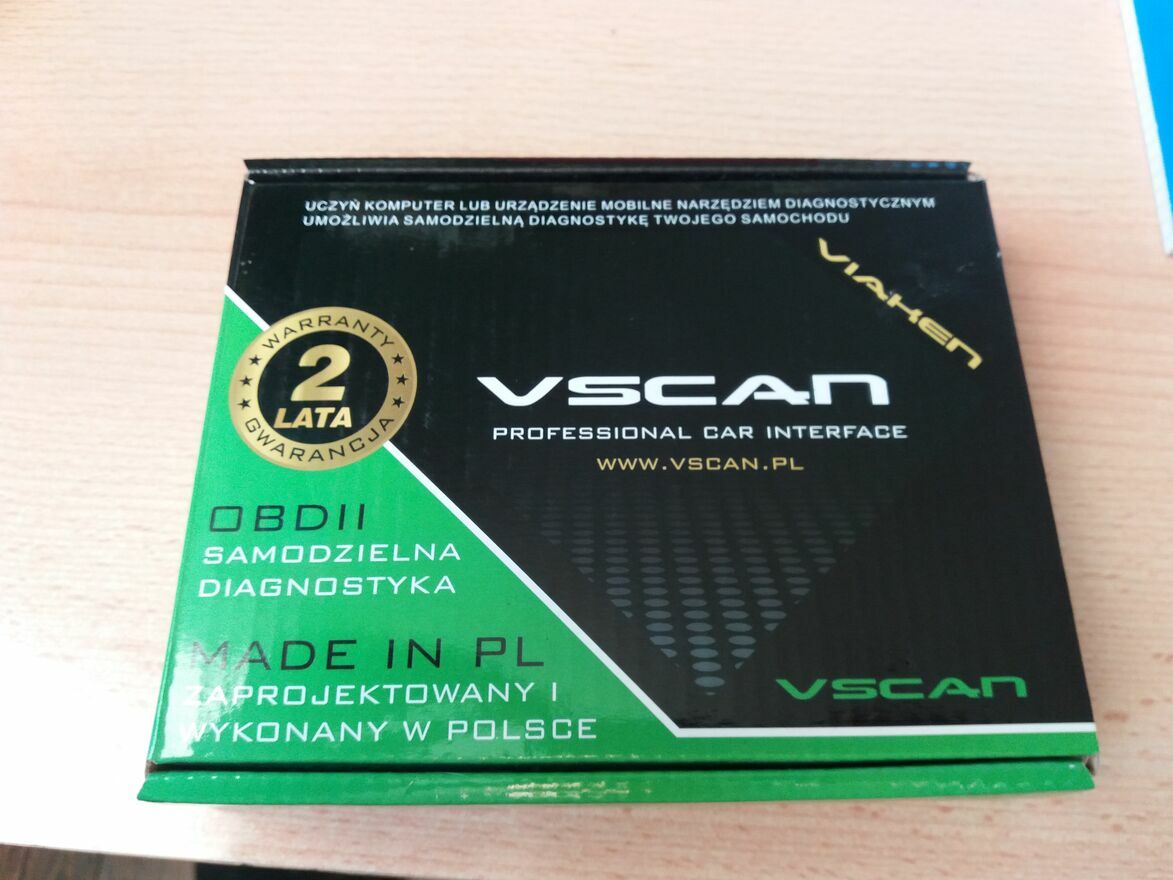 UCZYŃ KOMPUTER LUB URZĄDZENIE MOBILNE NARZĘDZIEM DIAGNOSTYCZNYM
UMOŻLIWIA SAMODZIELNĄ DIAGNOSTYKĘ TWOJEGO SAMOCHODU
VIAKEN
WARRANTY
2
LATA
GWARANCJA
VSCAN
PROFESSIONAL CAR INTERFACE
WWW.VSCAN.PL
OBDII
SAMODZIELNA
DIAGNOSTYKA
MADE IN PL
ZAPROJEKTOWANY I
WYKONANY W POLSCE
VSCAN